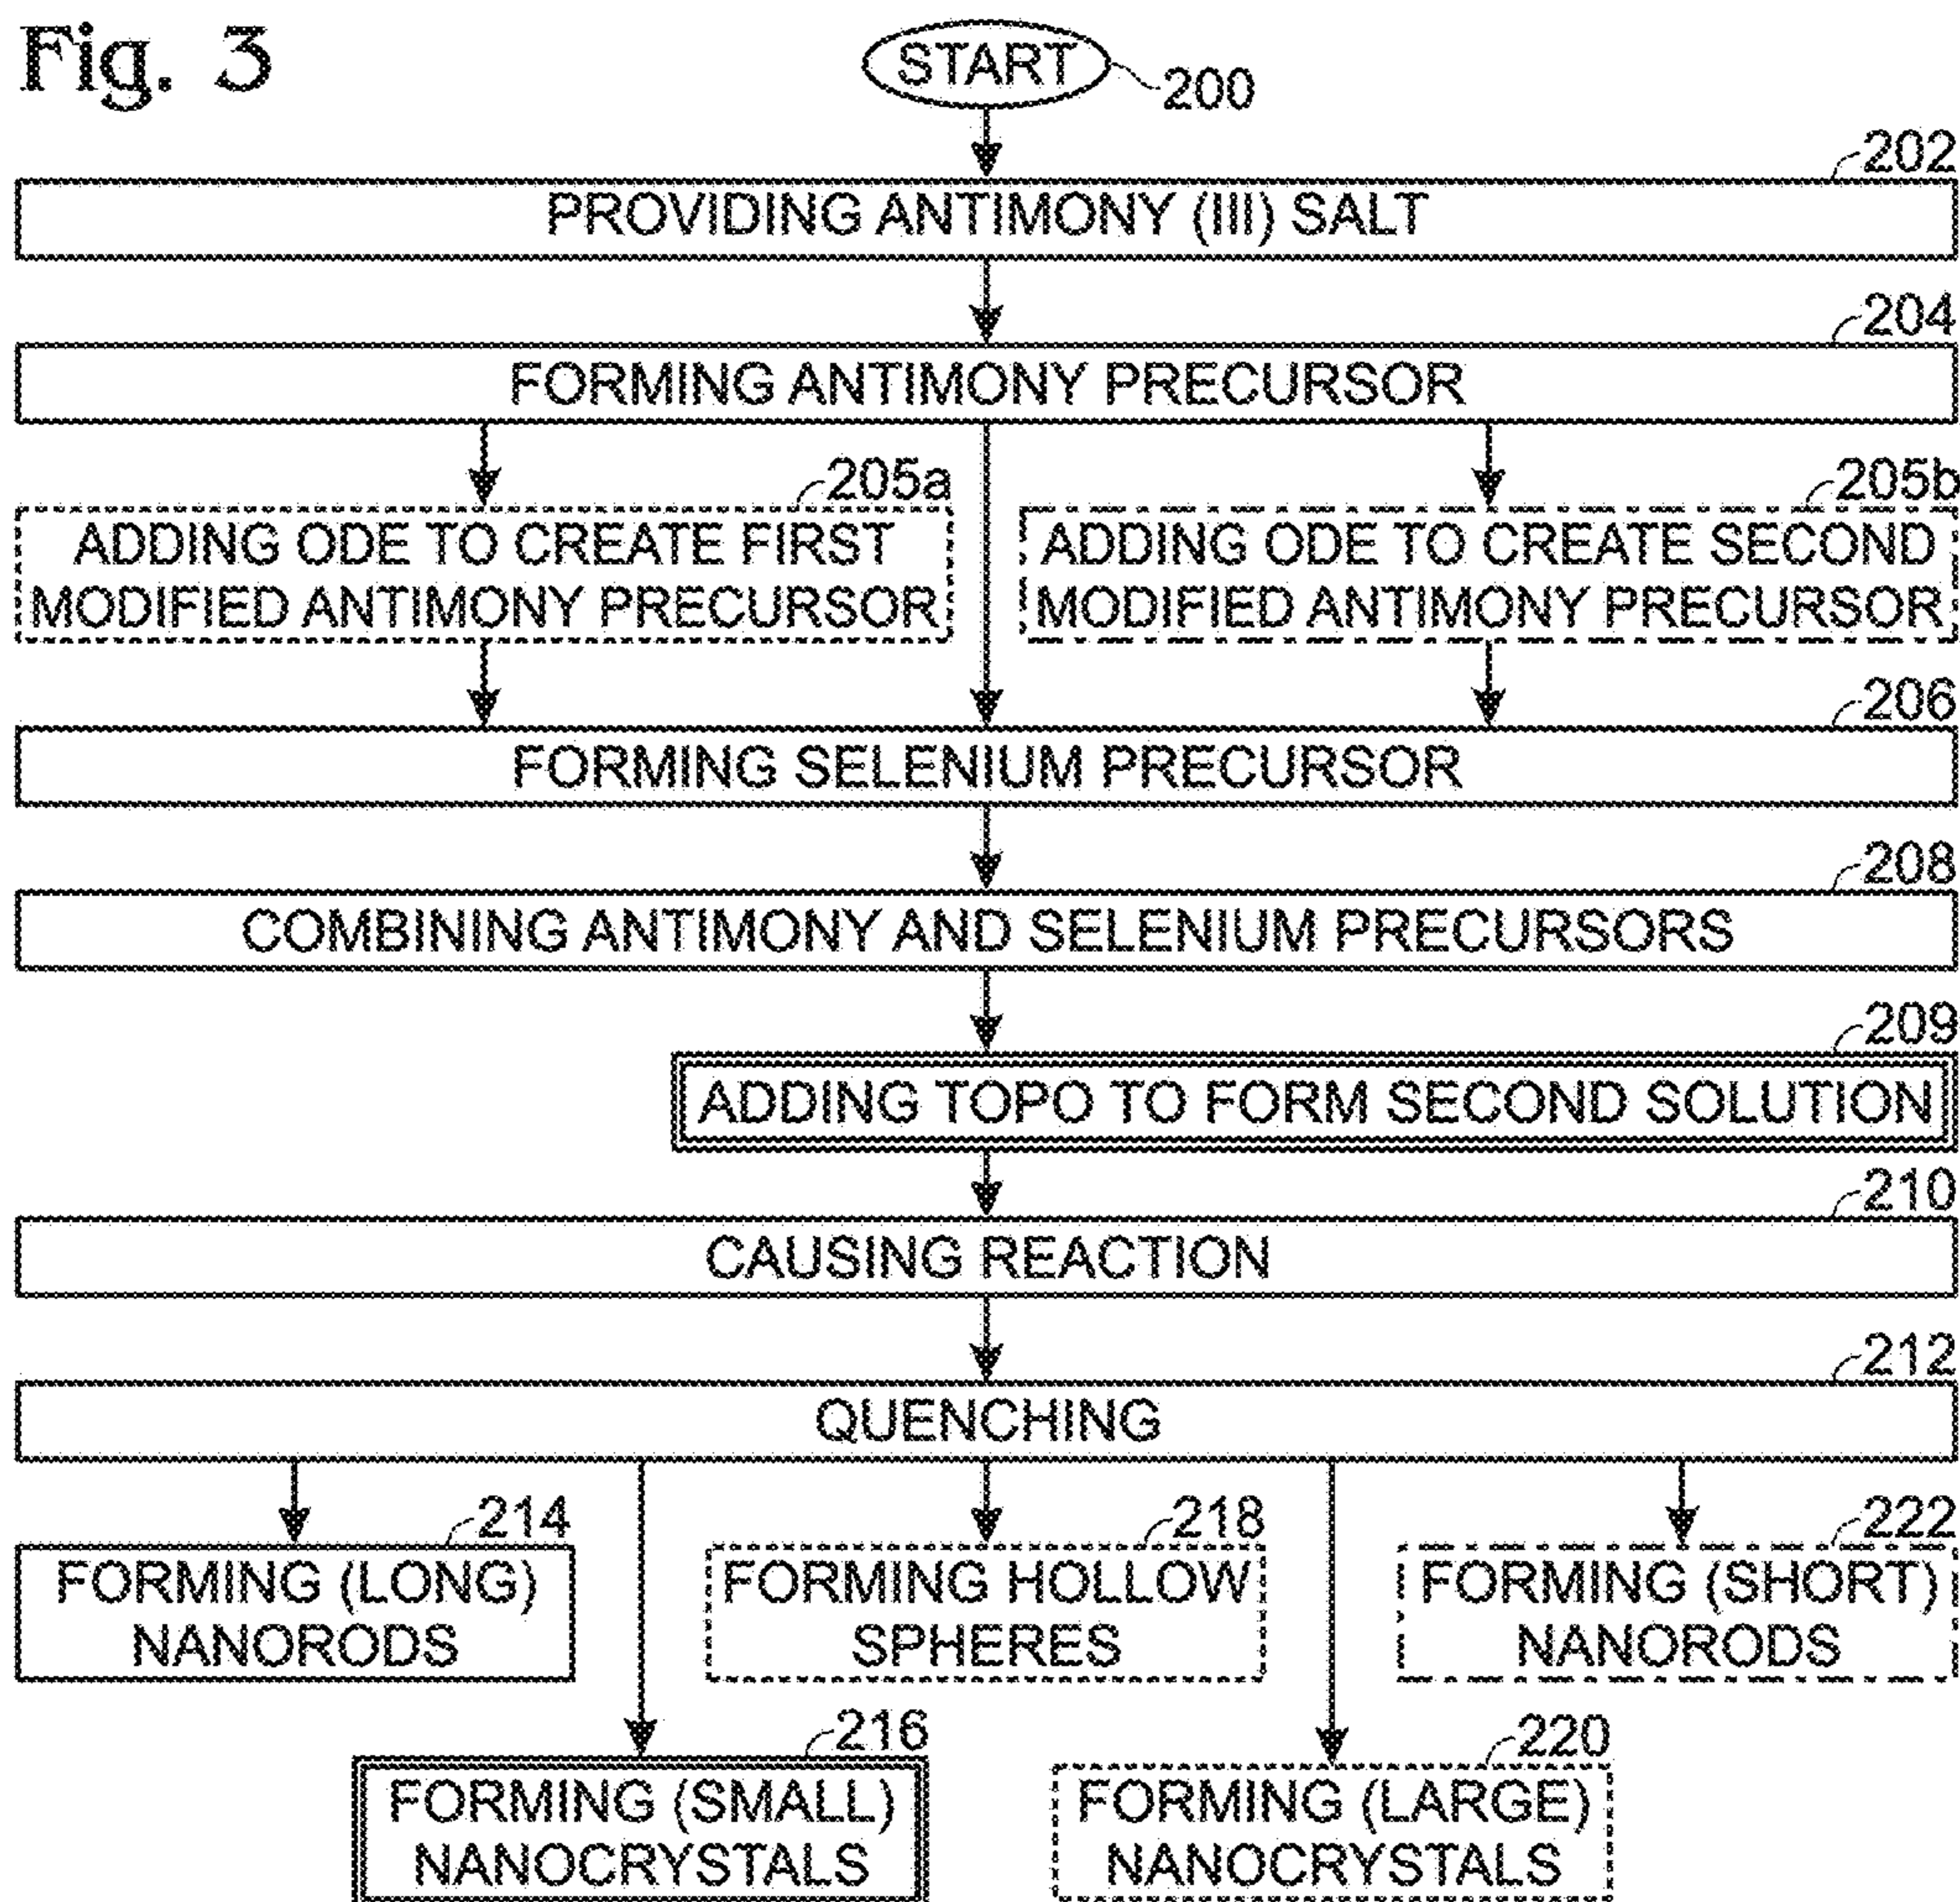 Fig. 3
START
200
202
PROVIDING ANTIMONY (III) SALT
204
FORMING ANTIMONY PRECURSOR
205a
ADDING ODE TO CREATE FIRST
MODIFIED ANTIMONY PRECURSOR
205b
ADDING ODE TO CREATE SECOND
MODIFIED ANTIMONY PRECURSOR
206
FORMING SELENIUM PRECURSOR
208
COMBINING ANTIMONY AND SELENIUM PRECURSORS
209
ADDING TOPO TO FORM SECOND SOLUTION
210
CAUSING REACTION
212
QUENCHING
214
FORMING (LONG)
NANORODS
218
FORMING HOLLOW
SPHERES
222
FORMING (SHORT)
NANORODS
216
FORMING (SMALL)
NANOCRYSTALS
220
FORMING (LARGE)
NANOCRYSTALS